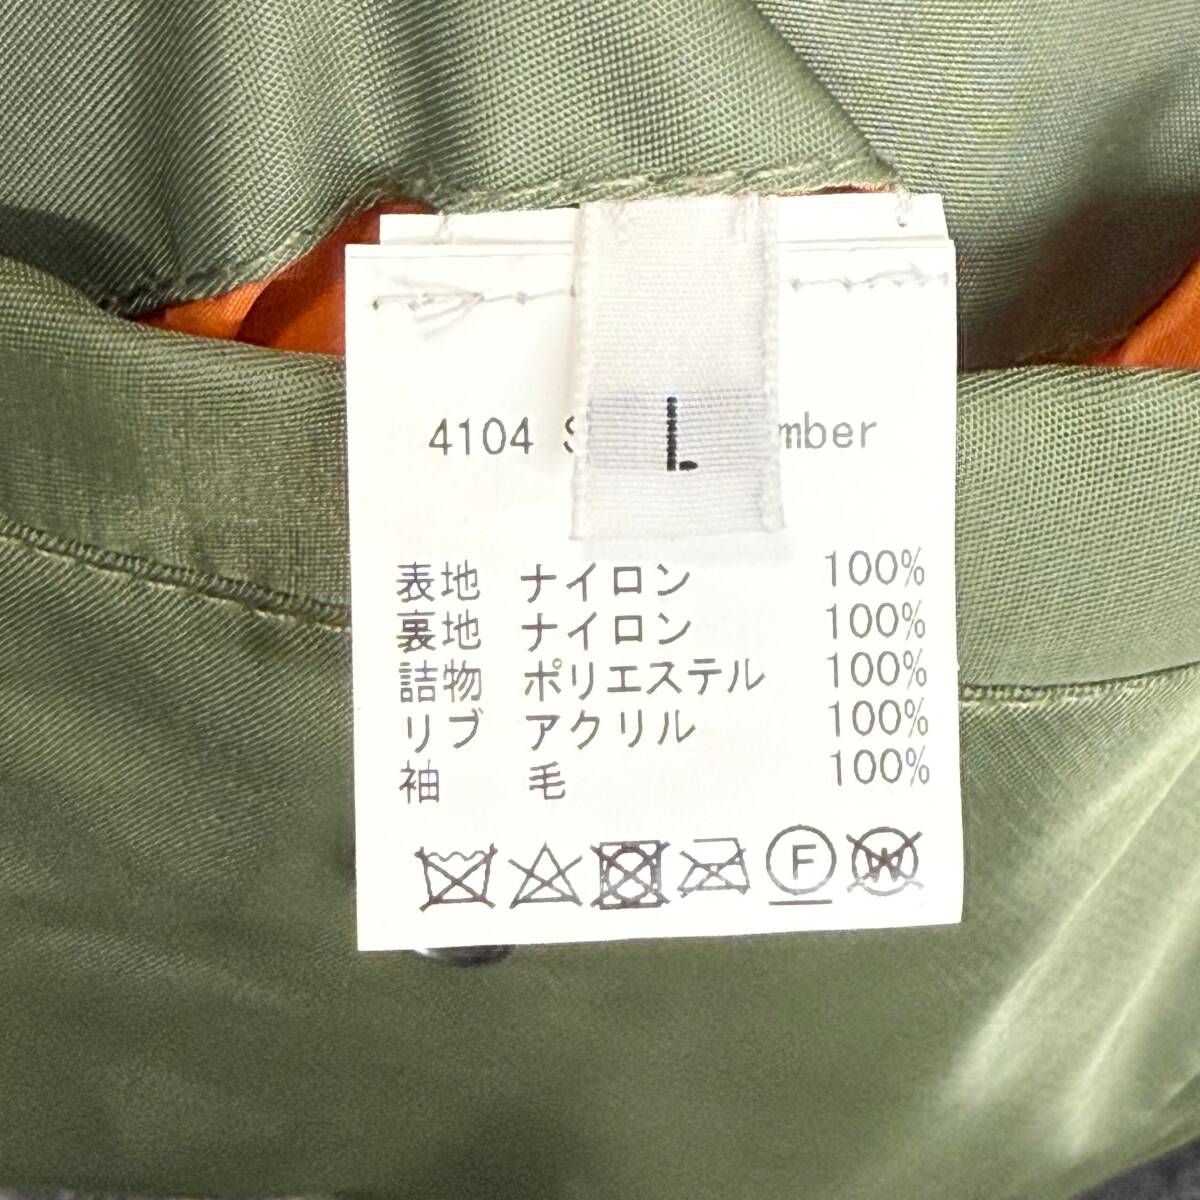 4104
L
表地 ナイロン 100%
裏地 ナイロン 100%
詰物 ポリエステル 100%
リブ アクリル 100%
袖 毛 100%
F W